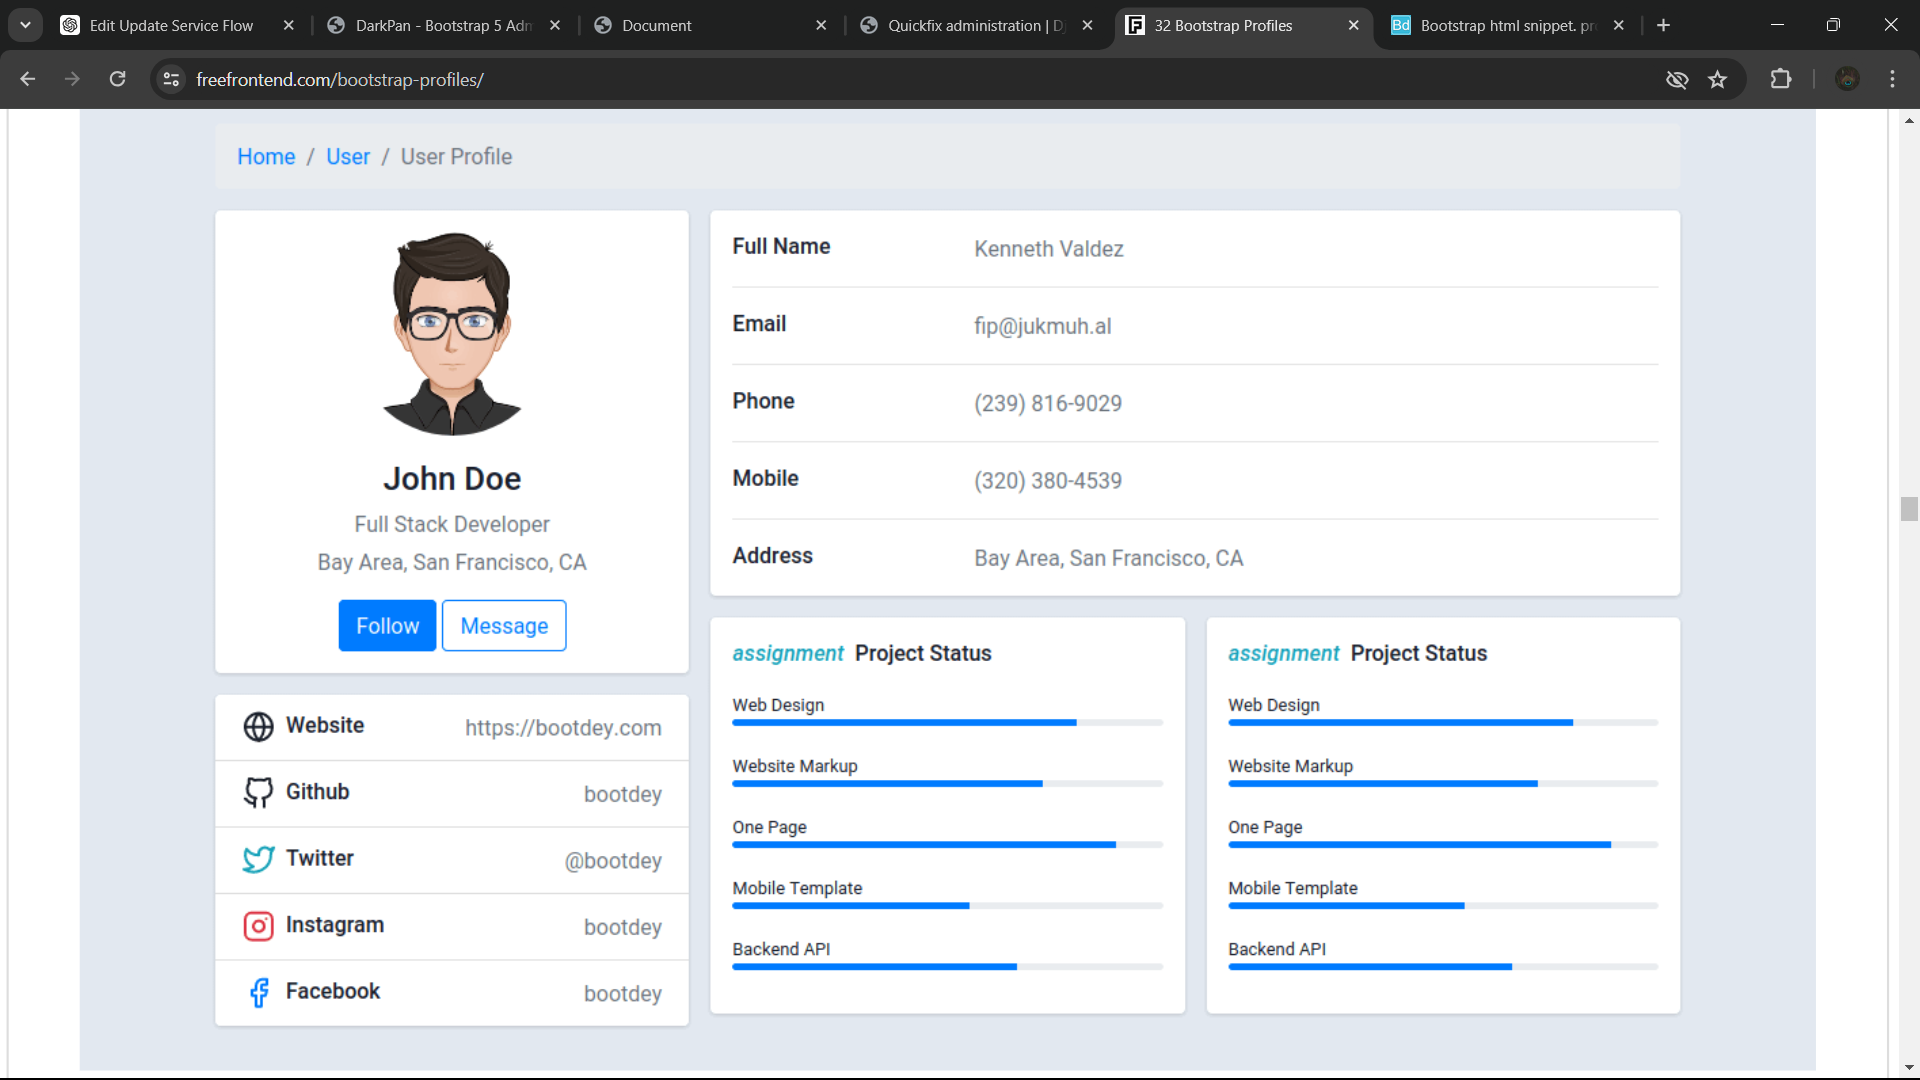 Edit Update Service Flow
DarkPan - Bootstrap 5 Adm
Document
Quickfix administration | Dj
32 Bootstrap Profiles
Bd Bootstrap html snippet. pr
freefrontend.com/bootstrap-profiles/
Home / User / User Profile
John Doe
Full Stack Developer
Bay Area, San Francisco, CA
Follow Message
Website https://bootdey.com
Github bootdey
Twitter @bootdey
Instagram bootdey
Facebook bootdey
Full Name Kenneth Valdez
Email fip@jukmuh.al
Phone (239) 816-9029
Mobile (320) 380-4539
Address Bay Area, San Francisco, CA
assignment Project Status
Web Design
Website Markup
One Page
Mobile Template
Backend API
assignment Project Status
Web Design
Website Markup
One Page
Mobile Template
Backend API